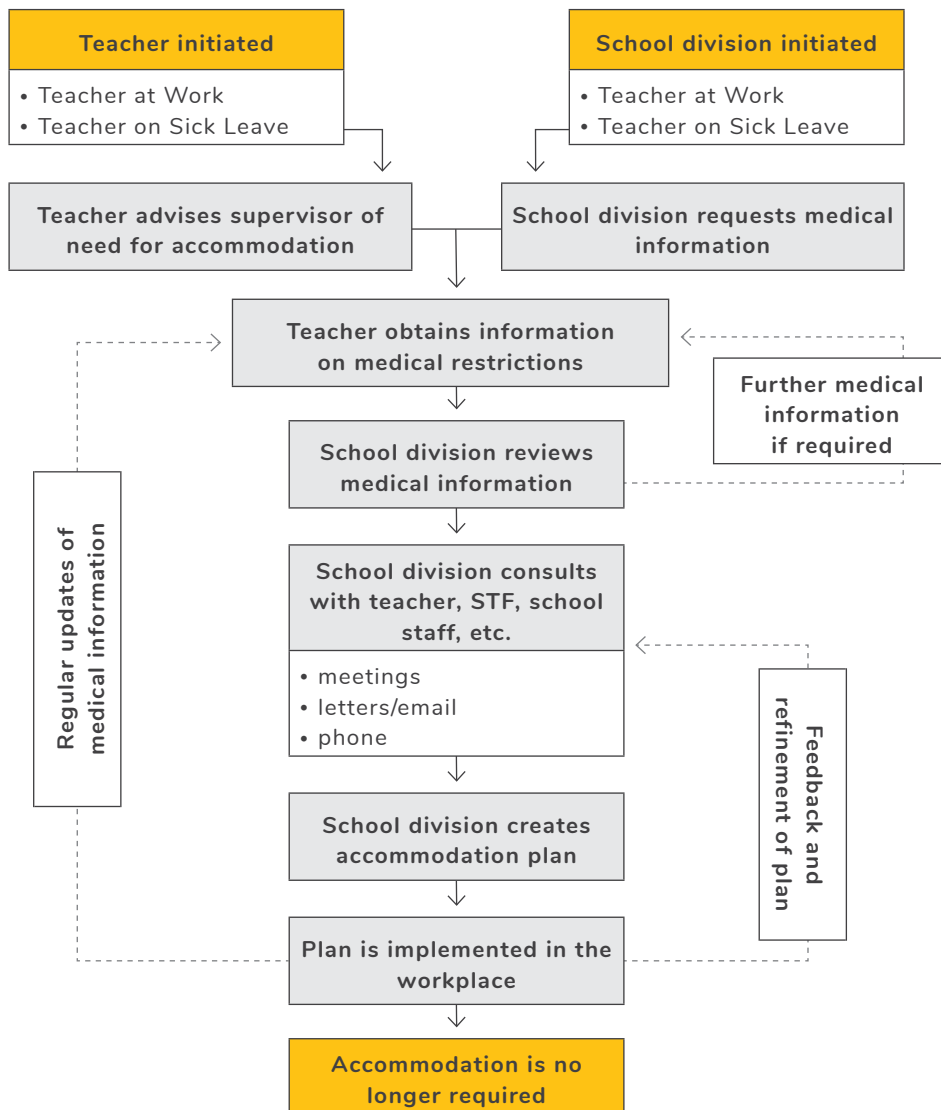 Teacher initiated
• Teacher at Work
• Teacher on Sick Leave
School division initiated
• Teacher at Work
• Teacher on Sick Leave
Teacher advises supervisor of
need for accommodation
School division requests medical
information
Teacher obtains information
on medical restrictions
Further medical
information
if required
School division reviews
medical information
Regular updates of
medical information
School division consults
with teacher, STF, school
staff, etc.
• meetings
• letters/email
• phone
Feedback and
refinement of plan
School division creates
accommodation plan
Plan is implemented in the
workplace
Accommodation is no
longer required